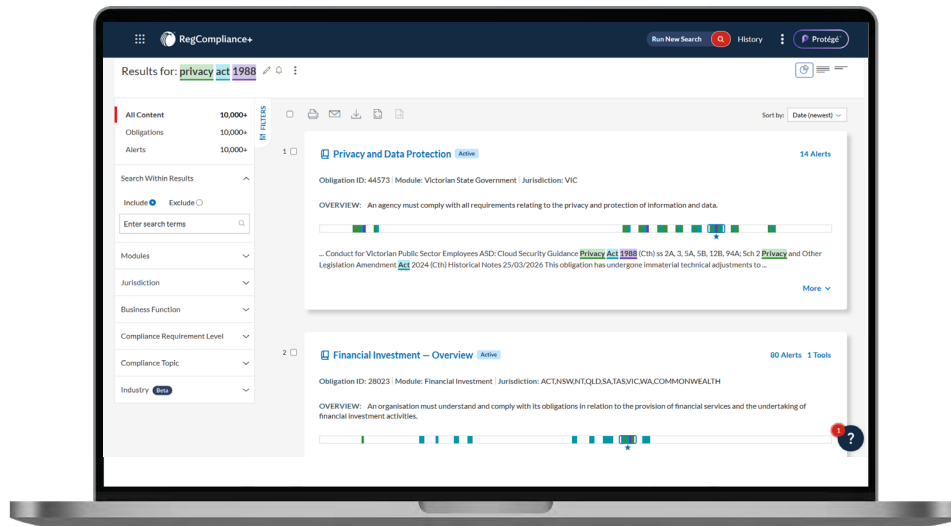 RegCompliance+
Run New Search
History
Protégé™
Results for: privacy act 1988
All Content 10,000+
Obligations 10,000+
Alerts 10,000+
FILTERS
Search Within Results
Include
Exclude
Enter search terms
Modules
Jurisdiction
Business Function
Compliance Requirement Level
Compliance Topic
Industry Beta
Sort by: Date (newest)
1
Privacy and Data Protection Active
14 Alerts
Obligation ID: 44573 | Module: Victorian State Government | Jurisdiction: VIC
OVERVIEW: An agency must comply with all requirements relating to the privacy and protection of information and data.
... Conduct for Victorian Public Sector Employees ASD: Cloud Security Guidance Privacy Act 1988 (Cth) ss 2A, 3, 5A, 5B, 12B, 94A; Sch 2 Privacy and Other
Legislation Amendment Act 2024 (Cth) Historical Notes 25/03/2026 This obligation has undergone immaterial technical adjustments to ...
More
2
Financial Investment — Overview Active
80 Alerts 1 Tools
Obligation ID: 28023 | Module: Financial Investment | Jurisdiction: ACT,NSW,NT,QLD,SA,TAS,VIC,WA,COMMONWEALTH
OVERVIEW: An organisation must understand and comply with its obligations in relation to the provision of financial services and the undertaking of
financial investment activities.
1
?